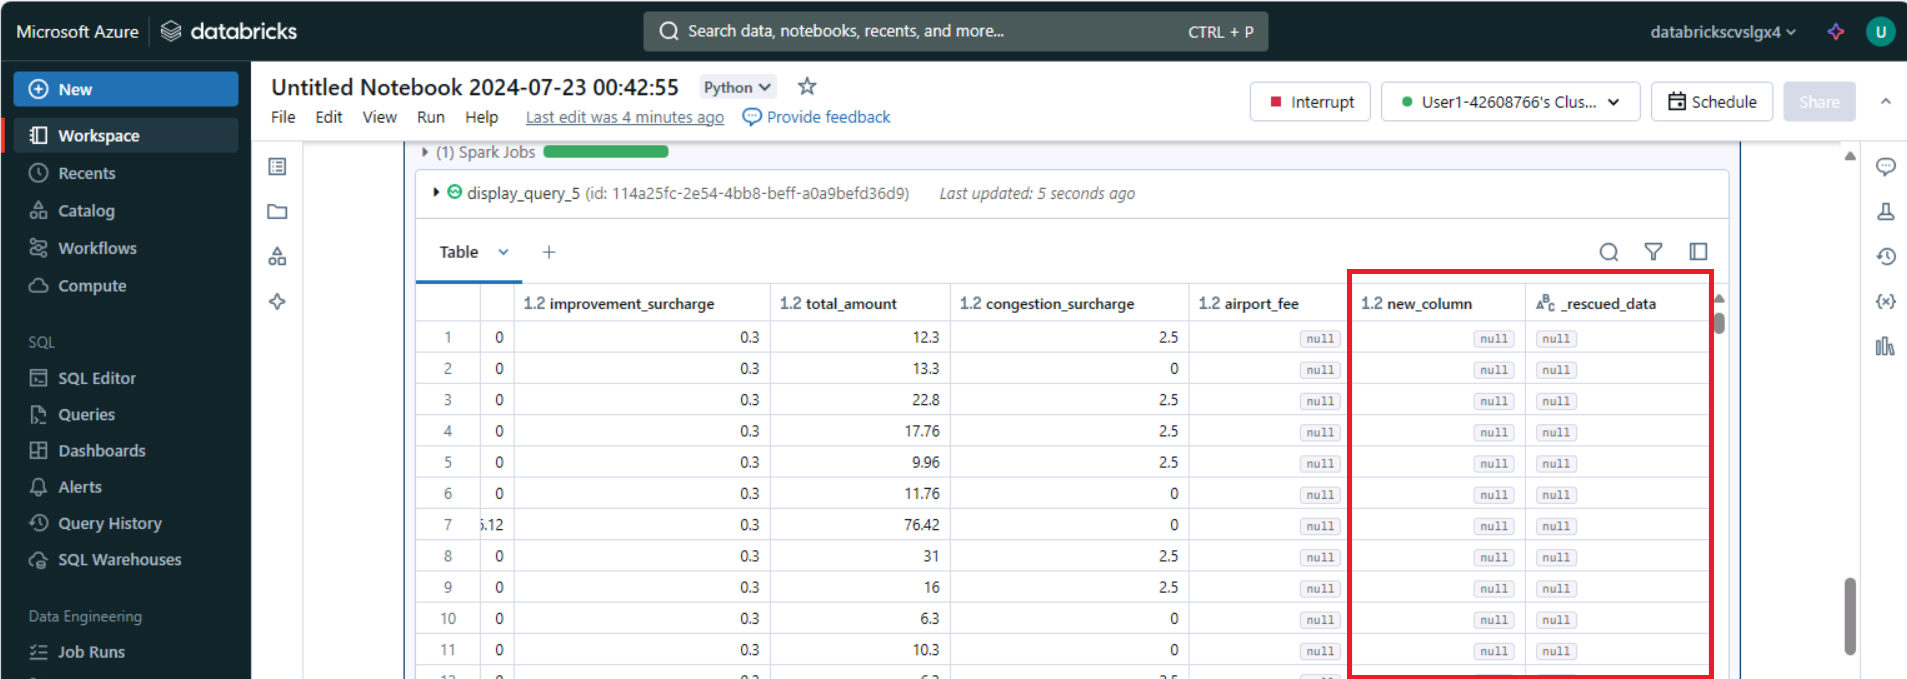 Microsoft Azure databricks Search data, notebooks, recents, and more... CTRL + P databrickscvslgx4 U
New
Workspace
Recents
Catalog
Workflows
Compute
SQL
SQL Editor
Queries
Dashboards
Alerts
Query History
SQL Warehouses
Data Engineering
Job Runs
Untitled Notebook 2024-07-23 00:42:55 Python
File Edit View Run Help Last edit was 4 minutes ago Provide feedback
Interrupt User1-42608766's Clus... Schedule Share
(1) Spark Jobs
display_query_5 (id: 114a25fc-2e54-4bb8-beff-a0a9befd36d9) Last updated: 5 seconds ago
Table +
1.2 improvement_surcharge 1.2 total_amount 1.2 congestion_surcharge 1.2 airport_fee 1.2 new_column ABC _rescued_data
1 0 0.3 12.3 2.5 null null null
2 0 0.3 13.3 0 null null null
3 0 0.3 22.8 2.5 null null null
4 0 0.3 17.76 2.5 null null null
5 0 0.3 9.96 2.5 null null null
6 0 0.3 11.76 0 null null null
7 .12 0.3 76.42 0 null null null
8 0 0.3 31 2.5 null null null
9 0 0.3 16 2.5 null null null
10 0 0.3 6.3 0 null null null
11 0 0.3 10.3 0 null null null